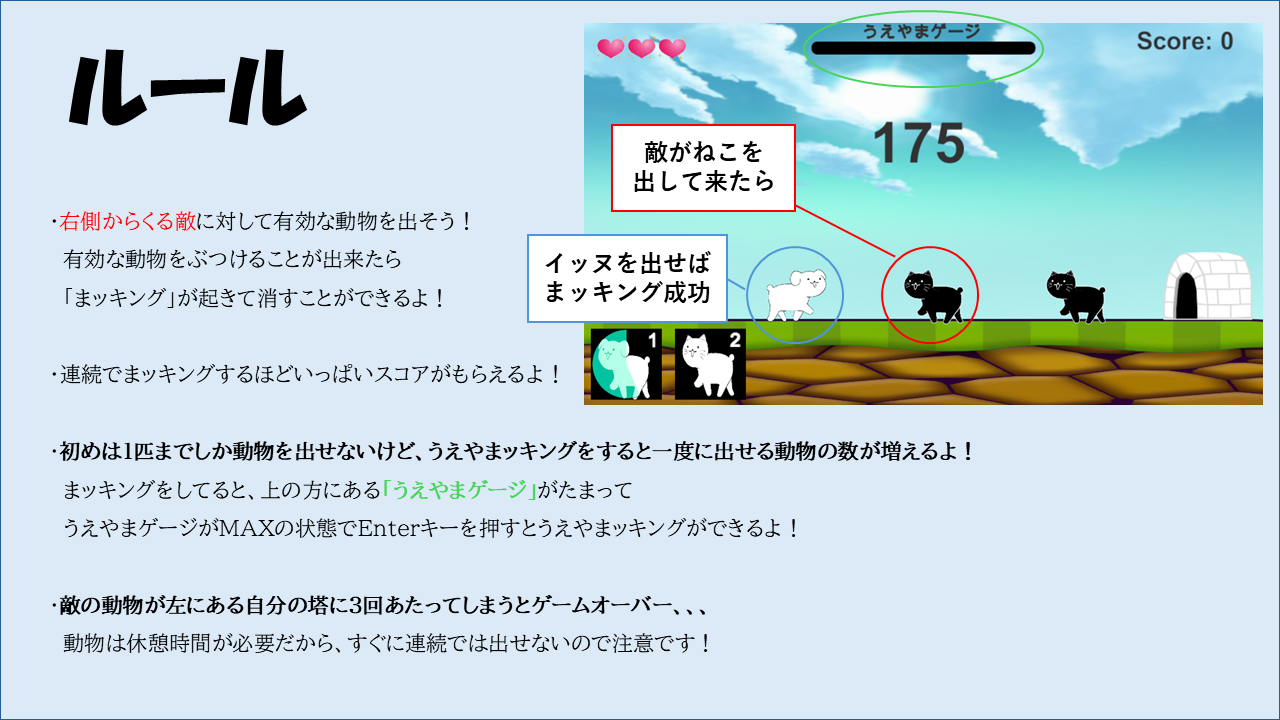 ルール
・右側からくる敵に対して有効な動物を出そう！
有効な動物をぶつけることが出来たら
「まッキング」が起きて消すことができるよ！
・連続でまッキングするほどいっぱいスコアがもらえるよ！
うえやまゲージ
Score: 0
175
敵がねこを
出して来たら
イッヌを出せば
まッキング成功
1
2
・初めは1匹までしか動物を出せないけど、うえやまッキングをすると一度に出せる動物の数が増えるよ！
まッキングをしてると、上の方にある「うえやまゲージ」がたまって
うえやまゲージがMAXの状態でEnterキーを押すとうえやまッキングができるよ！
・敵の動物が左にある自分の塔に3回あたってしまうとゲームオーバー、、、
動物は休憩時間が必要だから、すぐに連続では出せないので注意です！